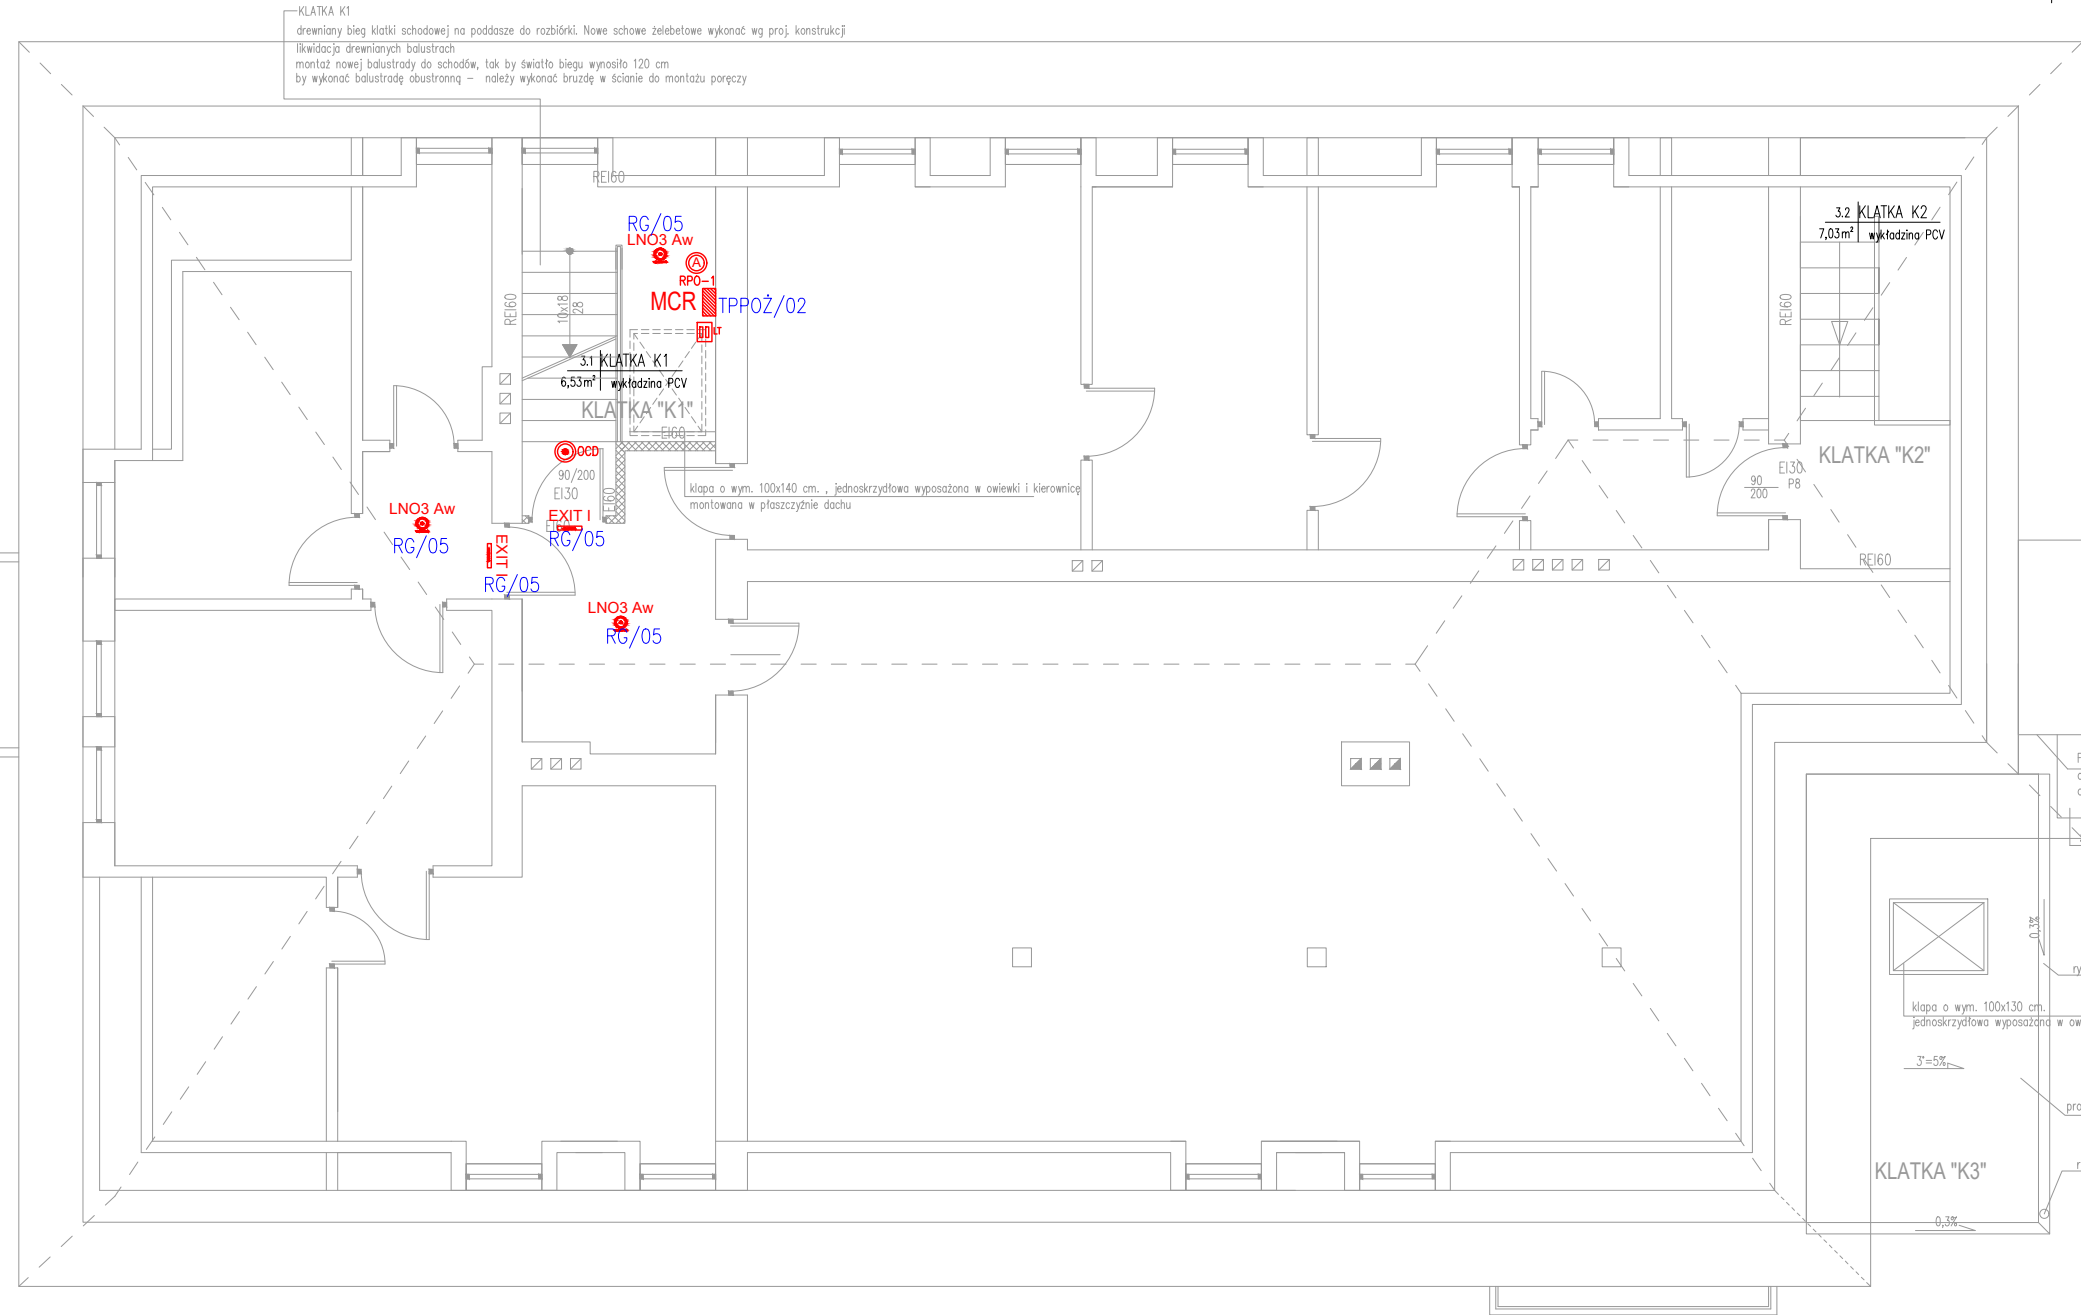 KLATKA K1
drewniany bieg klatki schodowej na poddasze do rozbiórki. Nowe schowe żelebetowe wykonać wg proj. konstrukcji
likwidacja drewnianych balustrach
montaż nowej balustrady do schodów, tak by światło biegu wynosiło 120 cm
by wykonać balustradę obustronną – należy wykonać bruzdę w ścianie do montażu poręczy
REI60
RG/05
LNO3 Aw
A
RPO-1
MCR
TPPOŻ/02
LT
REI60
10x18
28
3.1 KLATKA K1
6,53m² wykładzina PCV
KLATKA "K1"
EI60
OCD
90/200
EI30
EI60
EI60
klapa o wym. 100x140 cm. , jednoskrzydłowa wyposażona w owiewki i kierownicę
montowana w płaszczyźnie dachu
LNO3 Aw
RG/05
EXIT I
RG/05
EXIT I
RG/05
LNO3 Aw
RG/05
3.2 KLATKA K2
7,03m² wykładzina PCV
REI60
KLATKA "K2"
EI30
P8
90
200
REI60
0,3%
klapa o wym. 100x130 cm.
jednoskrzydłowa wyposażona w ow
3°=5%
ry
pro
KLATKA "K3"
0,3%